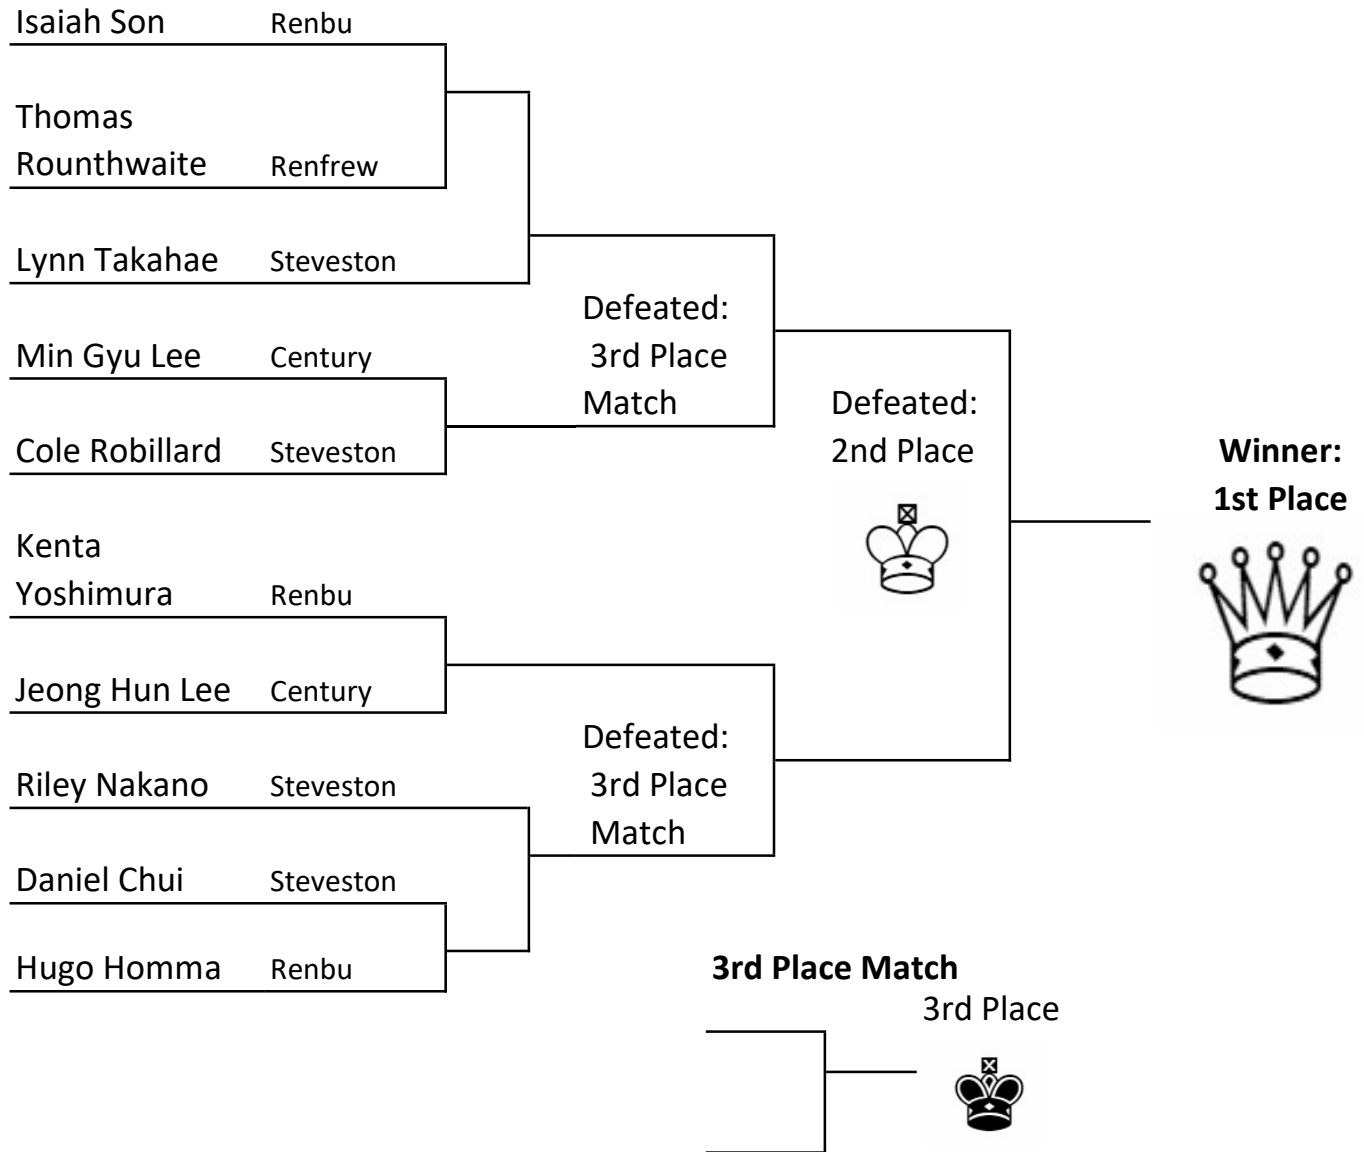 Isaiah Son Renbu
Thomas
Rounthwaite Renfrew
Lynn Takahae Steveston
Defeated:
3rd Place
Match
Min Gyu Lee Century
Cole Robillard Steveston
Defeated:
2nd Place
Winner:
1st Place
Kenta
Yoshimura Renbu
Jeong Hun Lee Century
Defeated:
3rd Place
Match
Riley Nakano Steveston
Daniel Chui Steveston
Hugo Homma Renbu
3rd Place Match
3rd Place